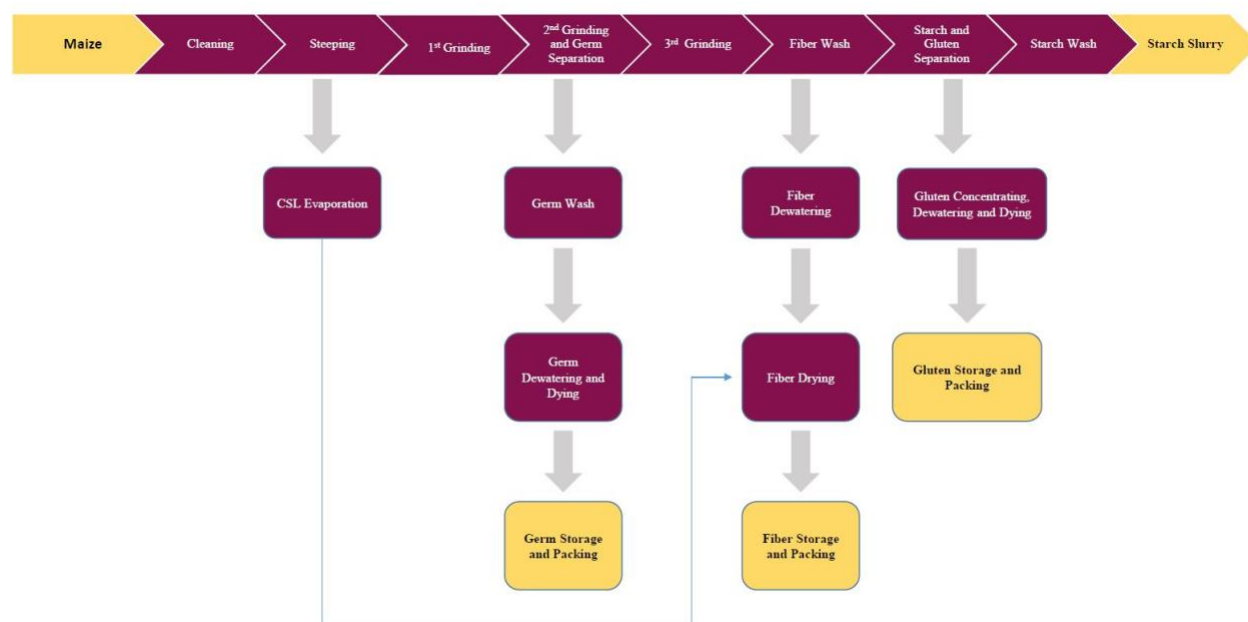 Maize
Cleaning
Steeping
1st Grinding
2nd Grinding
and Germ
Separation
3rd Grinding
Fiber Wash
Starch and
Gluten
Separation
Starch Wash
Starch Slurry
CSL Evaporation
Germ Wash
Fiber
Dewatering
Gluten Concentrating,
Dewatering and Dying
Germ
Dewatering and
Dying
Fiber Drying
Gluten Storage and
Packing
Germ Storage
and Packing
Fiber Storage
and Packing